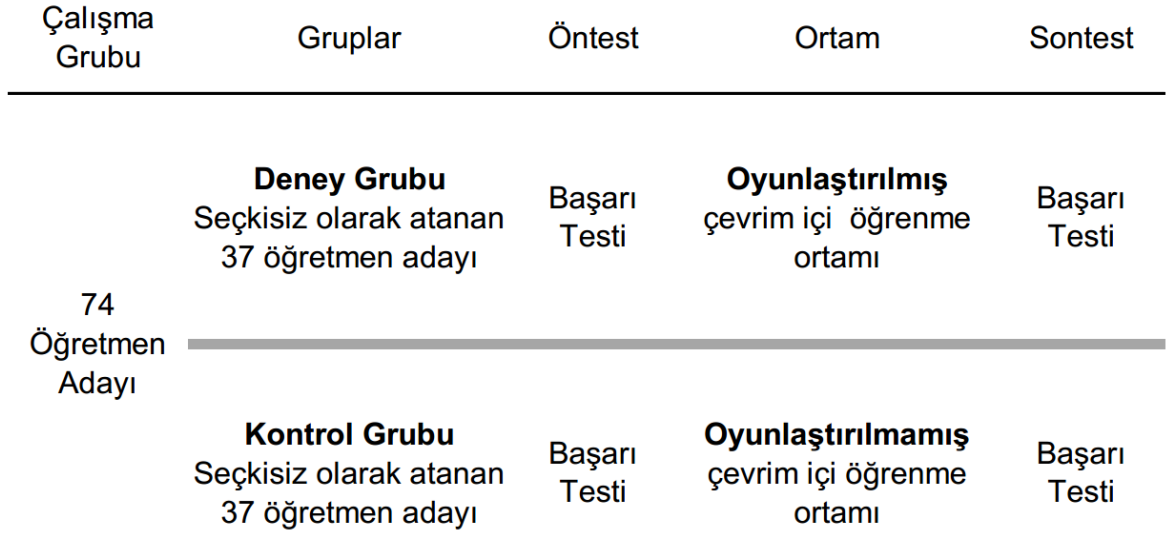 Çalışma
Grubu
Gruplar
Öntest
Ortam
Sontest
74
Öğretmen
Adayı
Deney Grubu
Seçkisiz olarak atanan
37 öğretmen adayı
Başarı
Testi
Oyunlaştırılmış
çevrim içi  öğrenme
ortamı
Başarı
Testi
Kontrol Grubu
Seçkisiz olarak atanan
37 öğretmen adayı
Başarı
Testi
Oyunlaştırılmamış
çevrim içi öğrenme
ortamı
Başarı
Testi